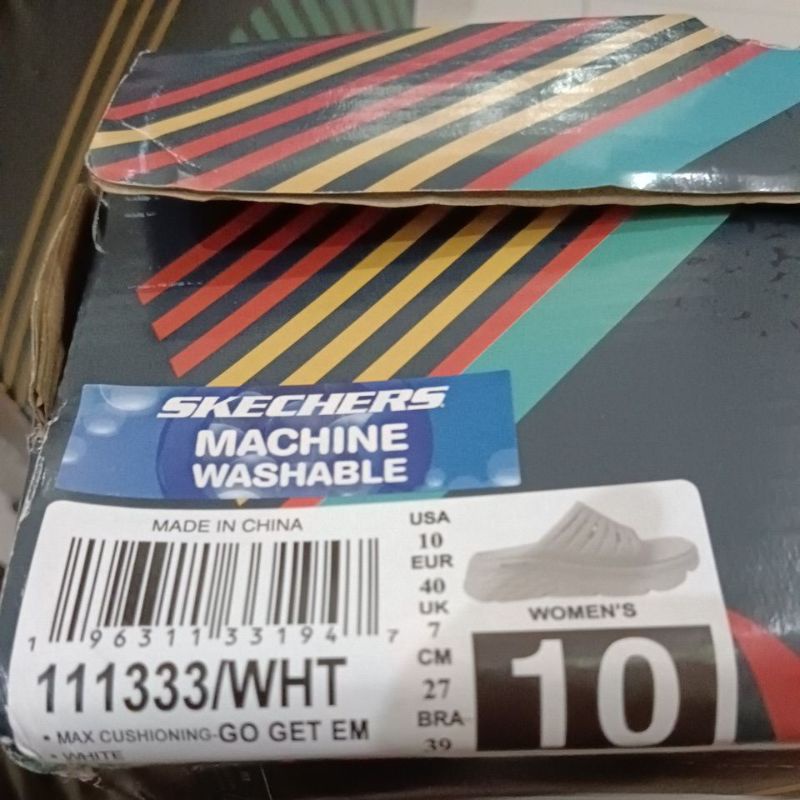 SKECHERS
MACHINE
WASHABLE
MADE IN CHINA
1 96311 33194 7
111333/WHT
• MAX CUSHIONING-GO GET EM
• WHITE
USA
10
EUR
40
UK
7
CM
27
BRA
39
WOMEN'S
10